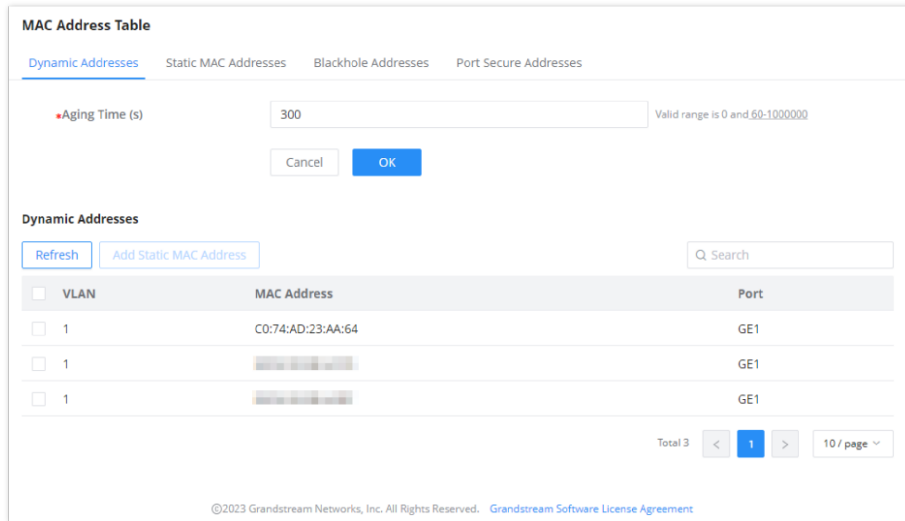 MAC Address Table
Dynamic Addresses Static MAC Addresses Blackhole Addresses Port Secure Addresses
*Aging Time (s) 300 Valid range is 0 and 60-1000000
Cancel OK
Dynamic Addresses
Refresh Add Static MAC Address Search
VLAN MAC Address Port
1 C0:74:AD:23:AA:64 GE1
1 GE1
1 GE1
Total 3 < 1 > 10 / page
©2023 Grandstream Networks, Inc. All Rights Reserved. Grandstream Software License Agreement